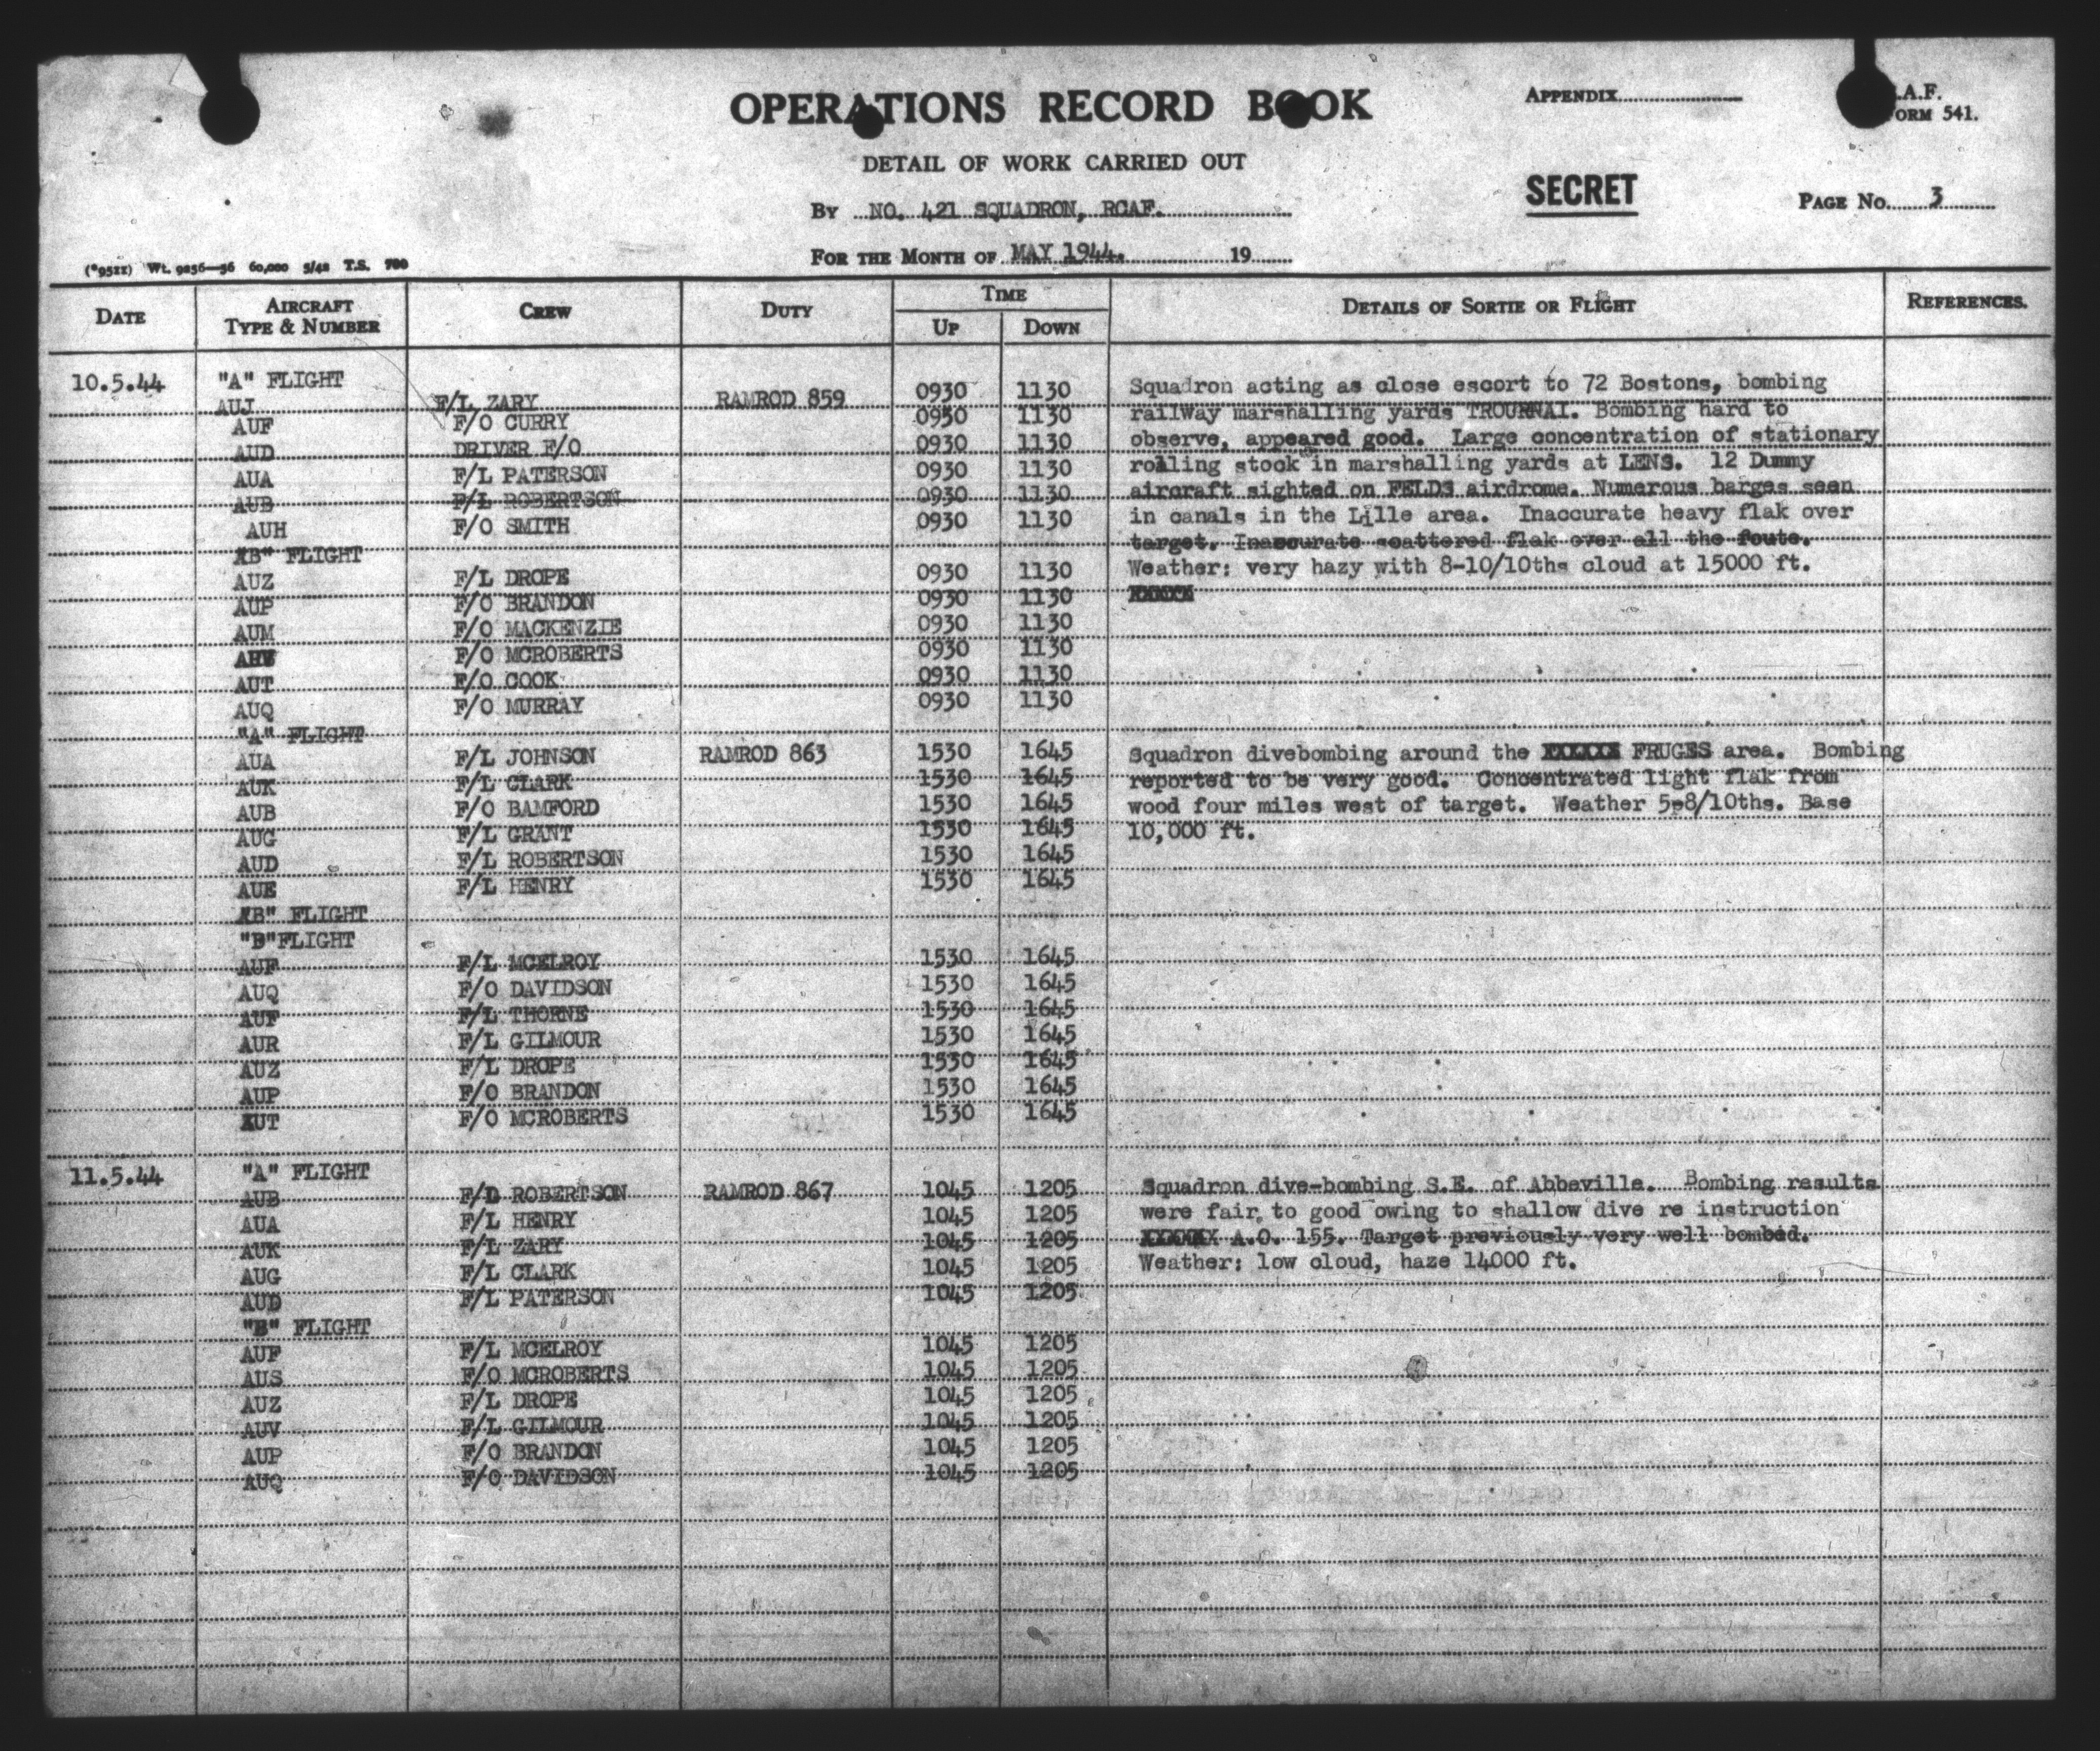 OPERATIONS RECORD BOOK
APPENDIX
.A.F.
FORM 541.
DETAIL OF WORK CARRIED OUT
SECRET
By NO. 421 SQUADRON, RCAF.
PAGE No. 3
FOR THE MONTH OF MAY 1944. 19
(*9522) Wt. 9256—56 60,000 5/42 T.S. 700
DATE AIRCRAFT TYPE & NUMBER CREW DUTY TIME UP DOWN DETAILS OF SORTIE OR FLIGHT REFERENCES.
10.5.44 "A" FLIGHT 0930 1130 Squadron acting as close escort to 72 Bostons, bombing
AUJ F/L ZARY RAMROD 859 0930 1130 railway marshalling yards TROURNAI. Bombing hard to
AUF F/O CURRY 0930 1130 observe, appeared good. Large concentration of stationary
AUD DRIVER F/O 0930 1130 rolling stock in marshalling yards at LENS. 12 Dummy
AUA F/L PATERSON 0930 1130 aircraft sighted on FELDS airdrome. Numerous barges seen
AUB F/L ROBERTSON 0930 1130 in canals in the Lille area. Inaccurate heavy flak over
AUH F/O SMITH target. Inaccurate scattered flak over all the route.
"B" FLIGHT 0930 1130 Weather: very hazy with 8-10/10ths cloud at 15000 ft.
AUZ F/L DROPE 0930 1130 XXXXX
AUP F/O BRANDON 0930 1130
AUM F/O MACKENZIE 0930 1130
F/O MCROBERTS 0930 1130
AUT F/O COOK 0930 1130
AUQ F/O MURRAY
"A" FLIGHT
AUA F/L JOHNSON RAMROD 863 1530 1645 Squadron divebombing around the XXXXXX FRUGES area. Bombing
AUK F/L CLARK 1530 1645 reported to be very good. Concentrated light flak from
AUB F/O BAMFORD 1530 1645 wood four miles west of target. Weather 5-8/10ths. Base
AUG F/L GRANT 1530 1645 10,000 ft.
AUD F/L ROBERTSON 1530 1645
AUE F/L HENRY 1530 1645
"B" FLIGHT
"B"FLIGHT
AUF F/L MCELROY 1530 1645
AUQ F/O DAVIDSON 1530 1645
AUF F/L THORNE 1530 1645
AUR F/L GILMOUR 1530 1645
AUZ F/L DROPE 1530 1645
AUP F/O BRANDON 1530 1645
AUT F/O MCROBERTS 1530 1645
11.5.44 "A" FLIGHT
AUB ROBERTSON RAMROD 867 1045 1205 Squadron dive-bombing S.E. of Abbeville. Bombing results
AUA F/L HENRY 1045 1205 were fair, to good owing to shallow dive re instruction
AUK F/L ZARY 1045 1205 XXXXXX A.O. 155. Target previously very well bombed.
AUG F/L CLARK 1045 1205 Weather: low cloud, haze 14000 ft.
AUD F/L PATERSON 1045 1205
"B" FLIGHT
AUF F/L MCELROY 1045 1205
AUS F/O MCROBERTS 1045 1205
AUZ F/L DROPE 1045 1205
AUV F/L GILMOUR 1045 1205
AUP F/O BRANDON 1045 1205
AUQ F/O DAVIDSON 1045 1205